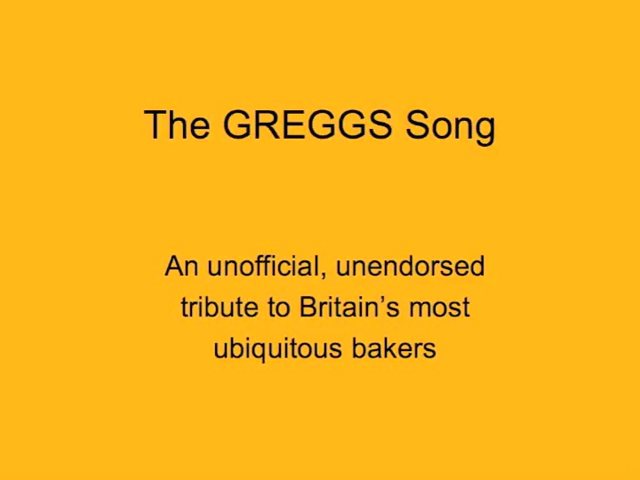 The GREGGS Song
An unofficial, unendorsed
tribute to Britain’s most
ubiquitous bakers